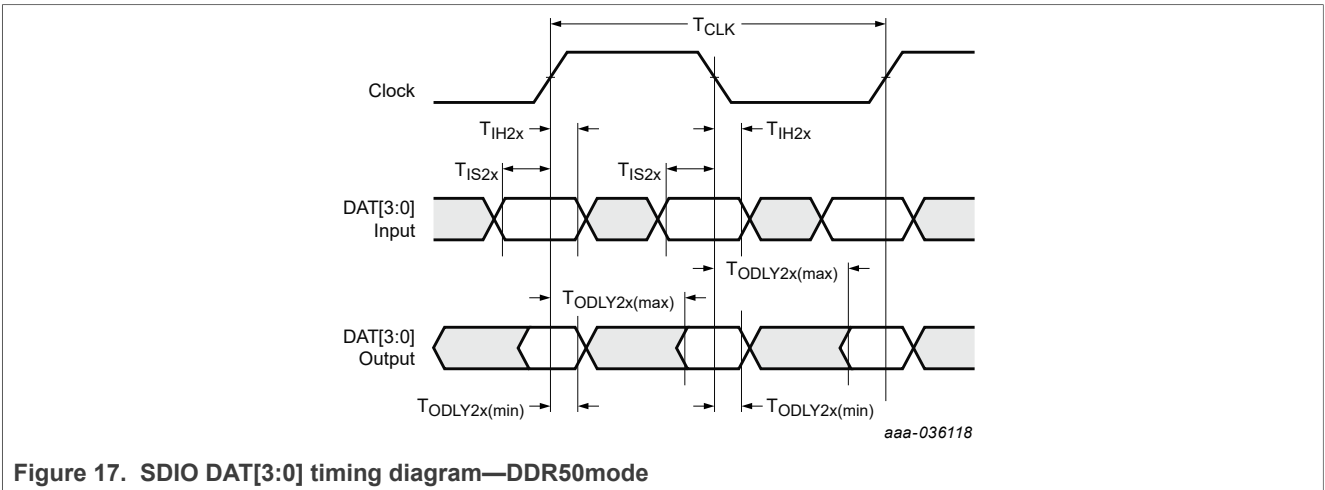 TCLK
Clock
TIH2x
TIH2x
TIS2x
TIS2x
DAT[3:0]
Input
TODLY2x(max)
TODLY2x(max)
DAT[3:0]
Output
TODLY2x(min)
TODLY2x(min)
aaa-036118
Figure 17. SDIO DAT[3:0] timing diagram—DDR50mode